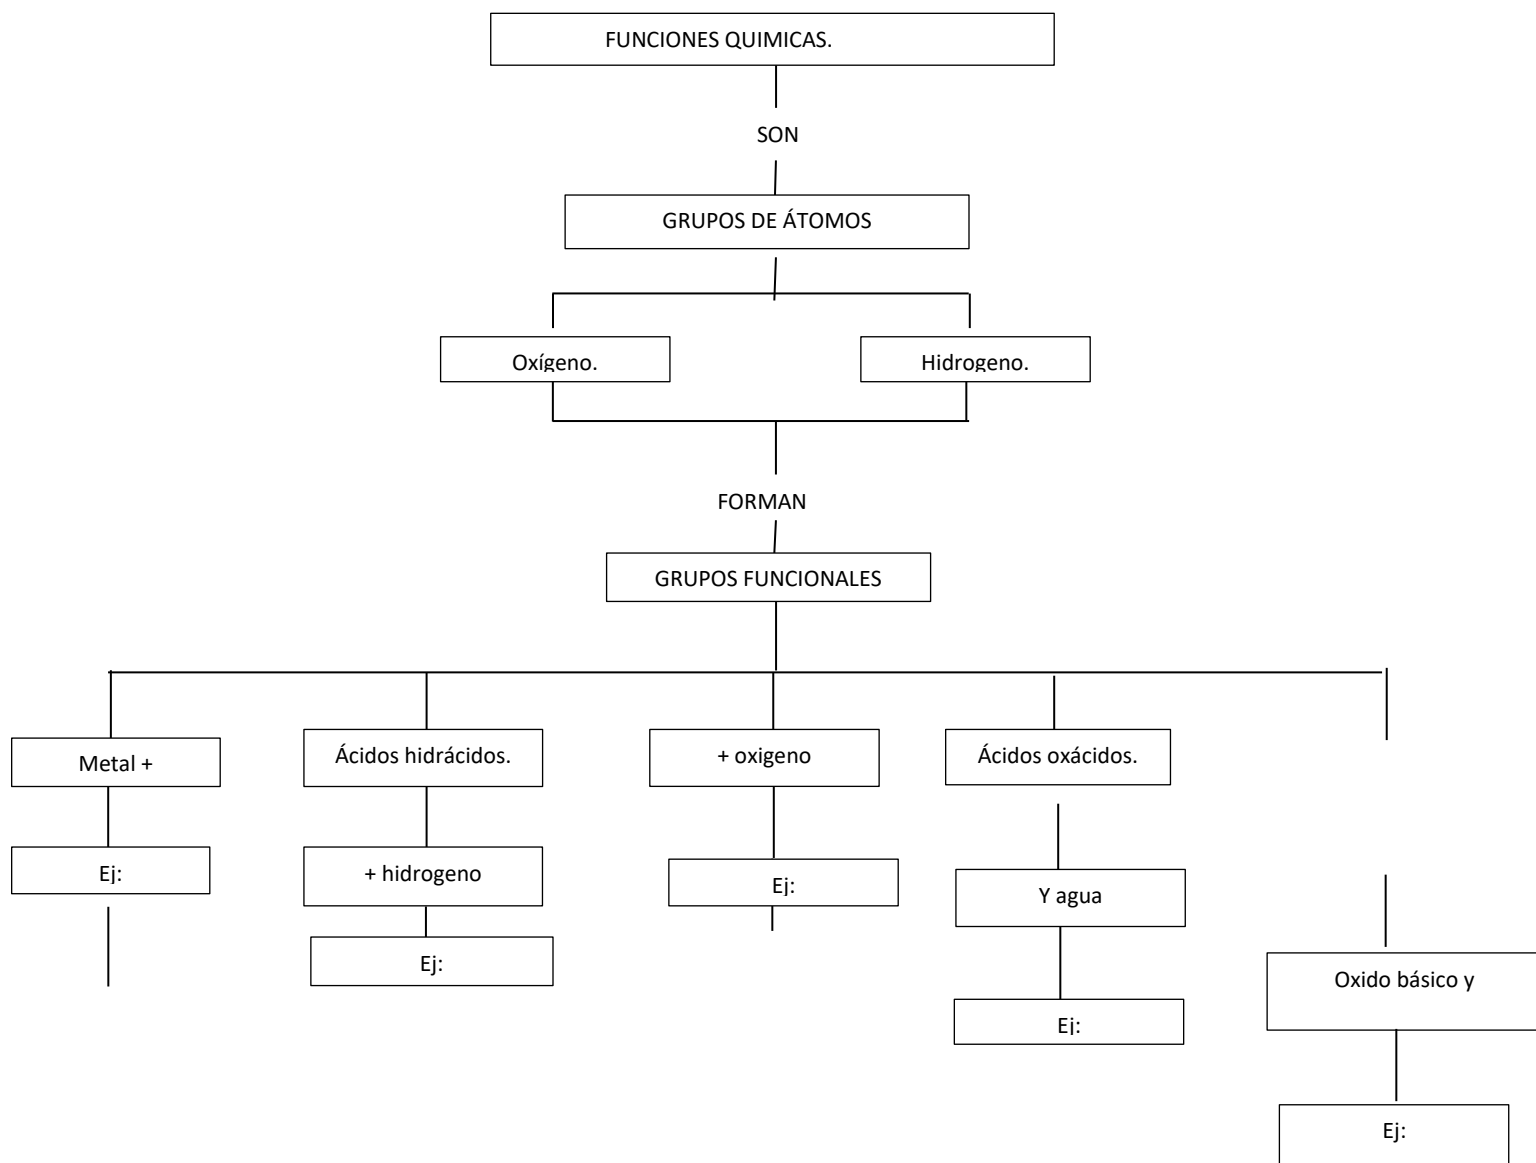 FUNCIONES QUIMICAS.
SON
GRUPOS DE ÁTOMOS
Oxígeno.
Hidrogeno.
FORMAN
GRUPOS FUNCIONALES
Metal +
Ácidos hidrácidos.
+ oxigeno
Ácidos oxácidos.
Ej:
+ hidrogeno
Ej:
Y agua
Ej:
Oxido básico y
Ej:
Ej: